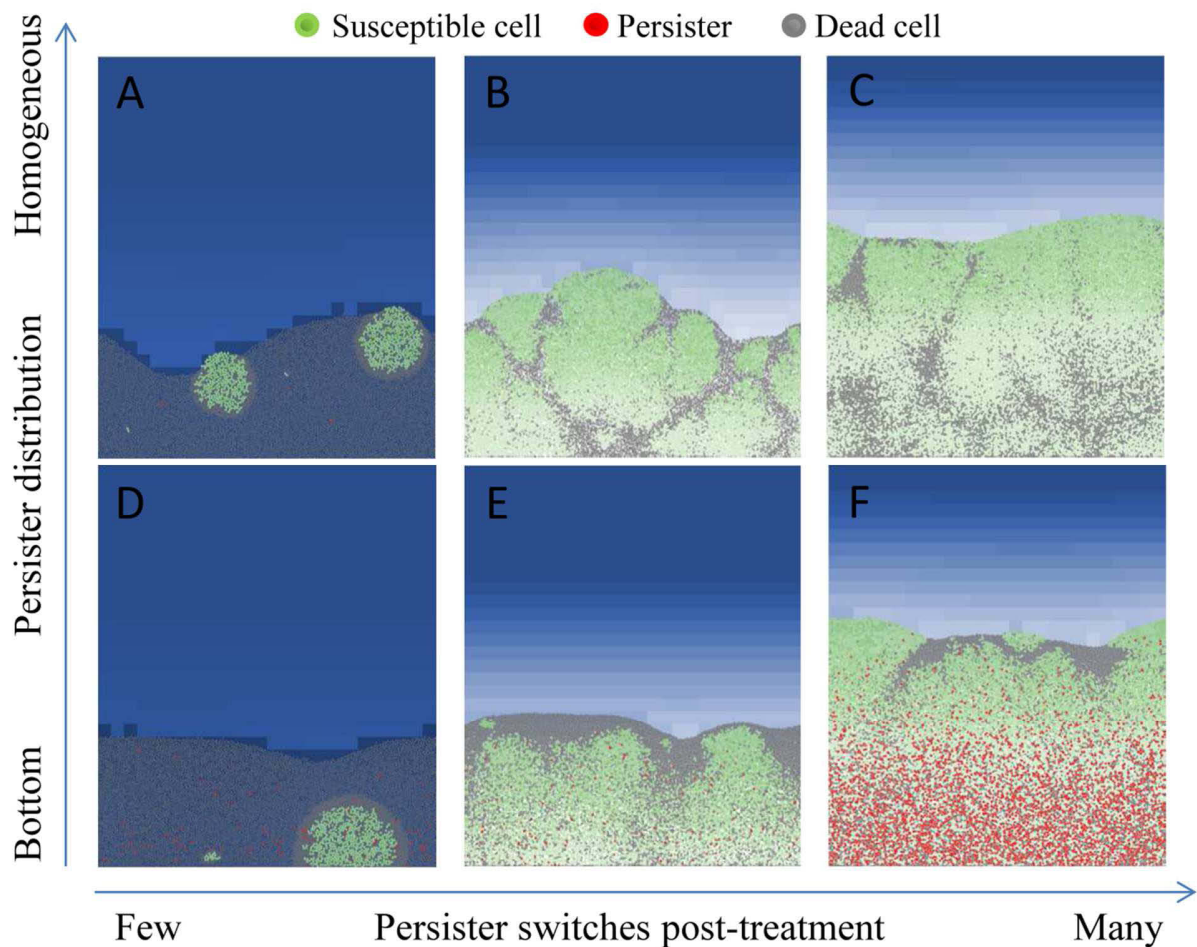 Susceptible cell Persister Dead cell
Homogeneous
Persister distribution
Bottom
A B C
D E F
Few Persister switches post-treatment Many